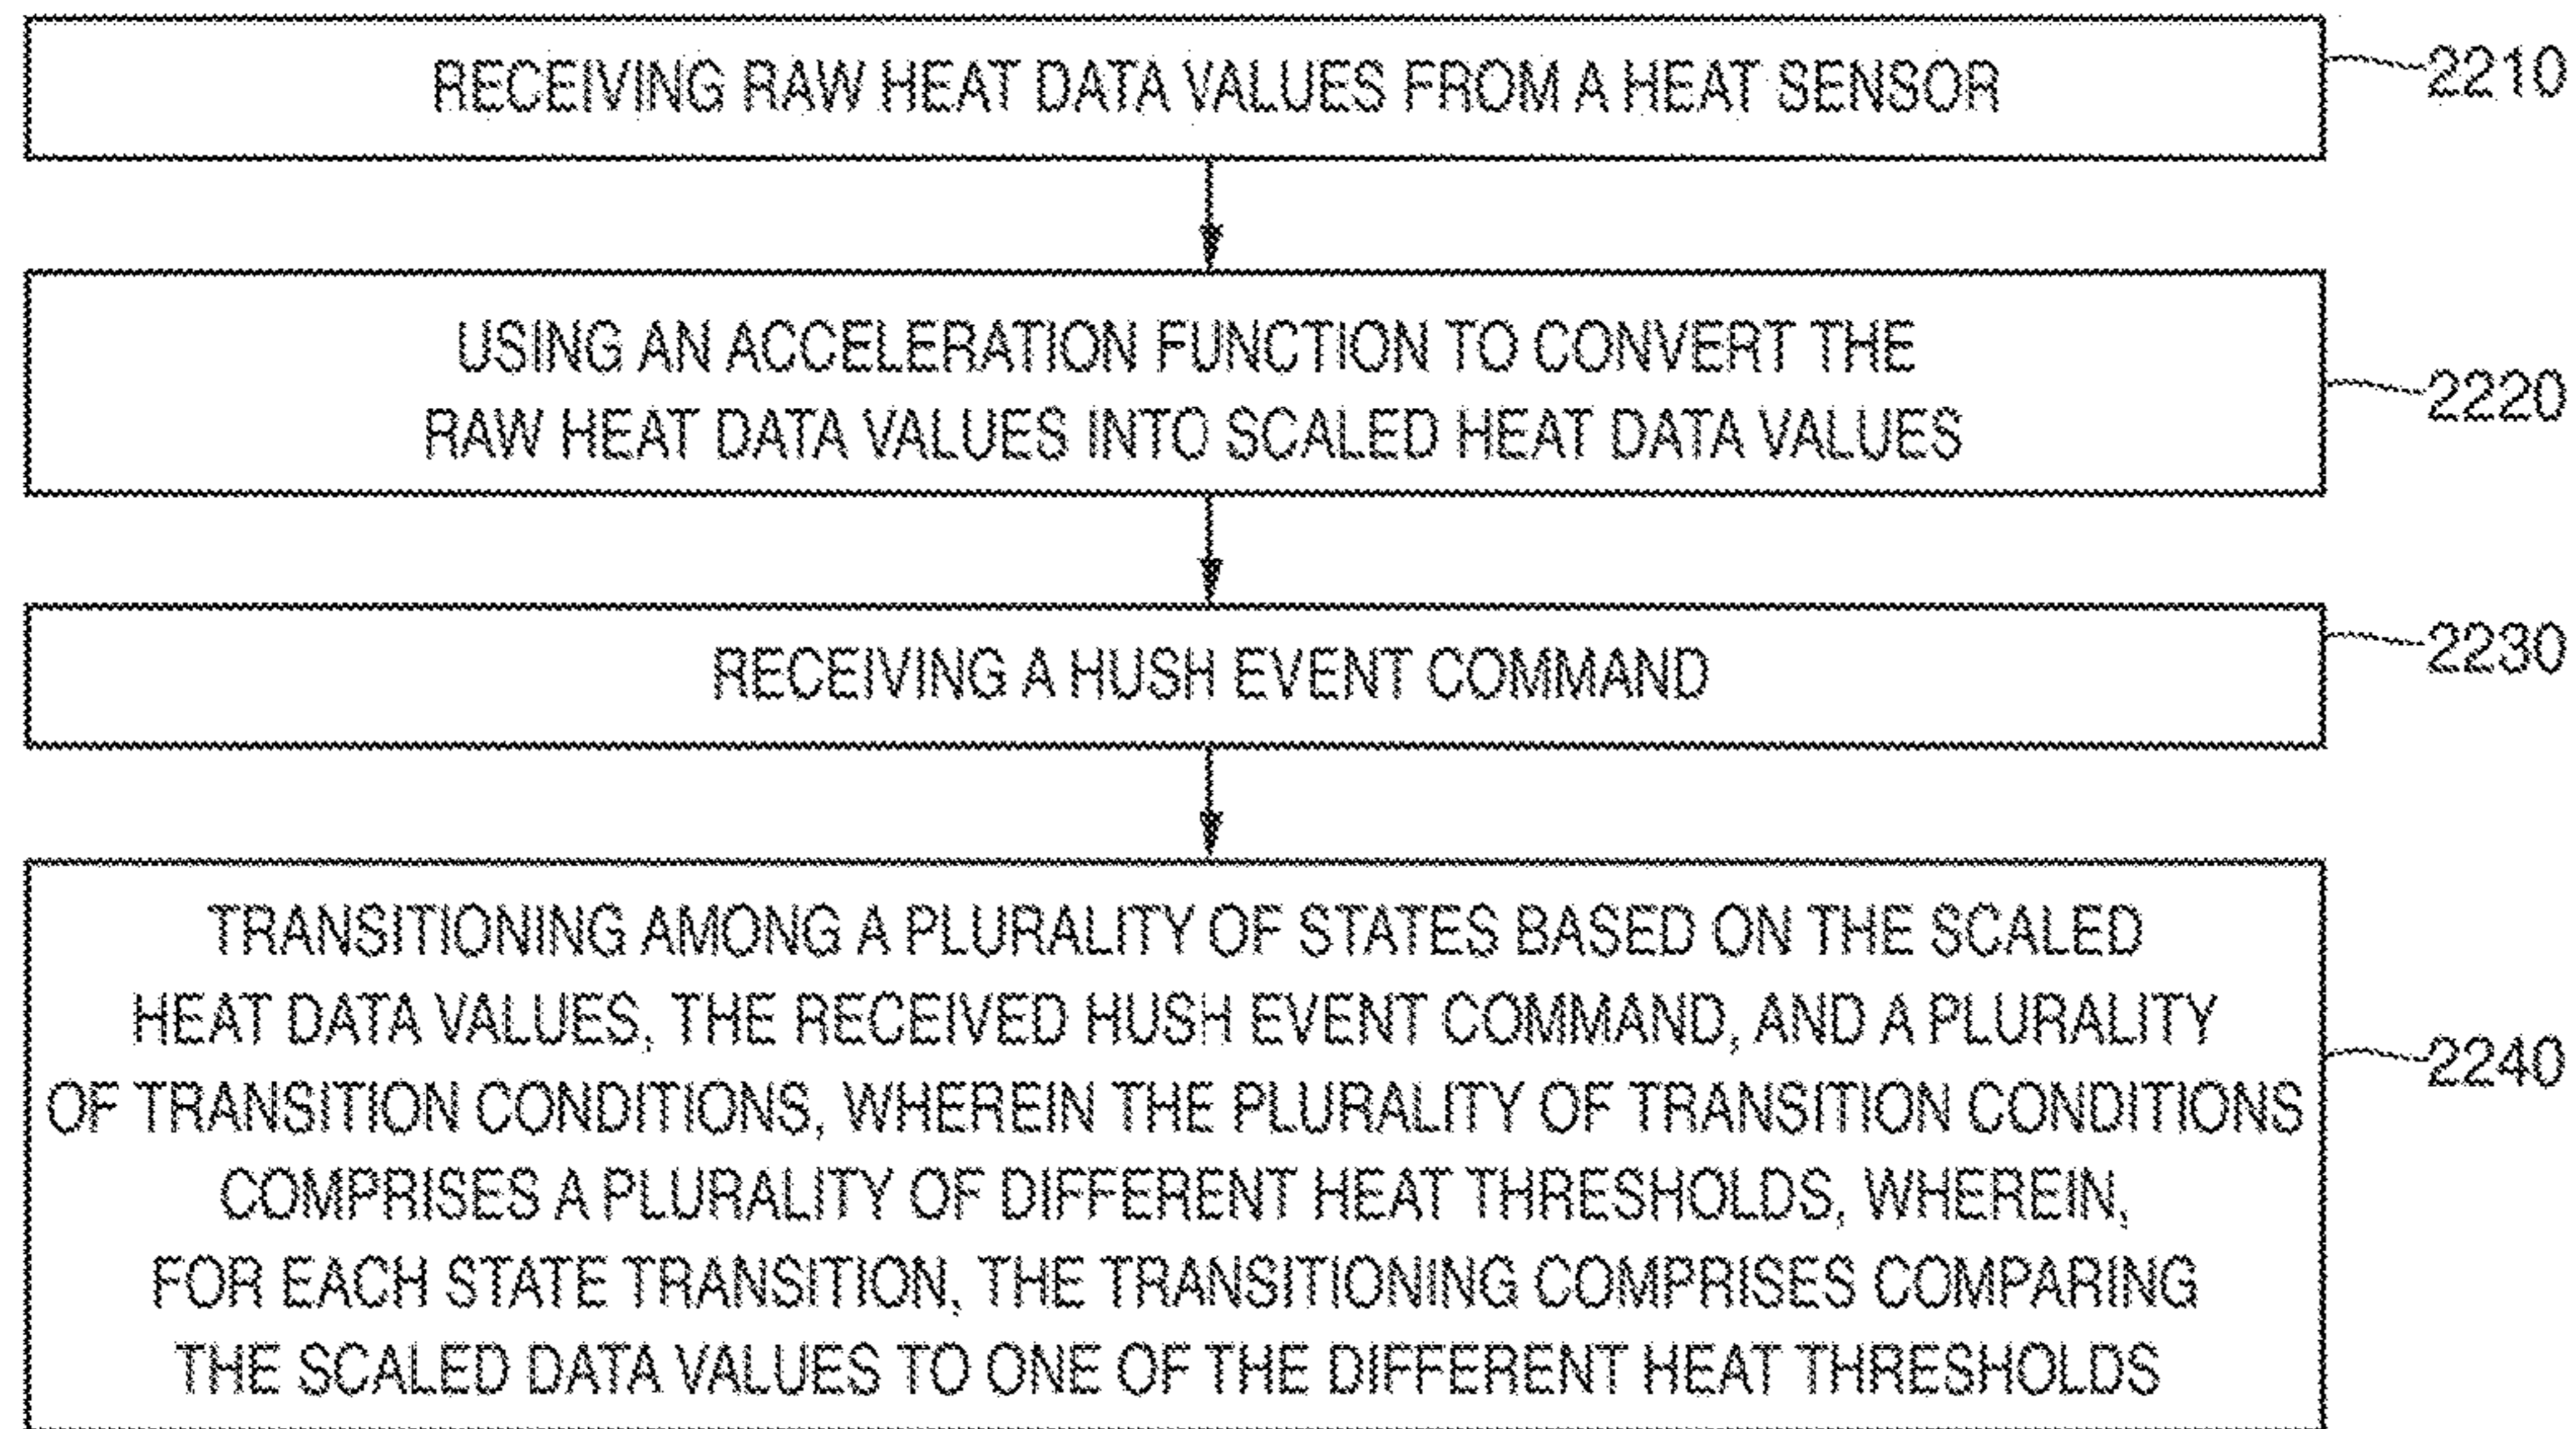 RECEIVING RAW HEAT DATA VALUES FROM A HEAT SENSOR
2210
USING AN ACCELERATION FUNCTION TO CONVERT THE
RAW HEAT DATA VALUES INTO SCALED HEAT DATA VALUES
2220
RECEIVING A HUSH EVENT COMMAND
2230
TRANSITIONING AMONG A PLURALITY OF STATES BASED ON THE SCALED
HEAT DATA VALUES, THE RECEIVED HUSH EVENT COMMAND, AND A PLURALITY
OF TRANSITION CONDITIONS, WHEREIN THE PLURALITY OF TRANSITION CONDITIONS
COMPRISES A PLURALITY OF DIFFERENT HEAT THRESHOLDS, WHEREIN,
FOR EACH STATE TRANSITION, THE TRANSITIONING COMPRISES COMPARING
THE SCALED DATA VALUES TO ONE OF THE DIFFERENT HEAT THRESHOLDS
2240